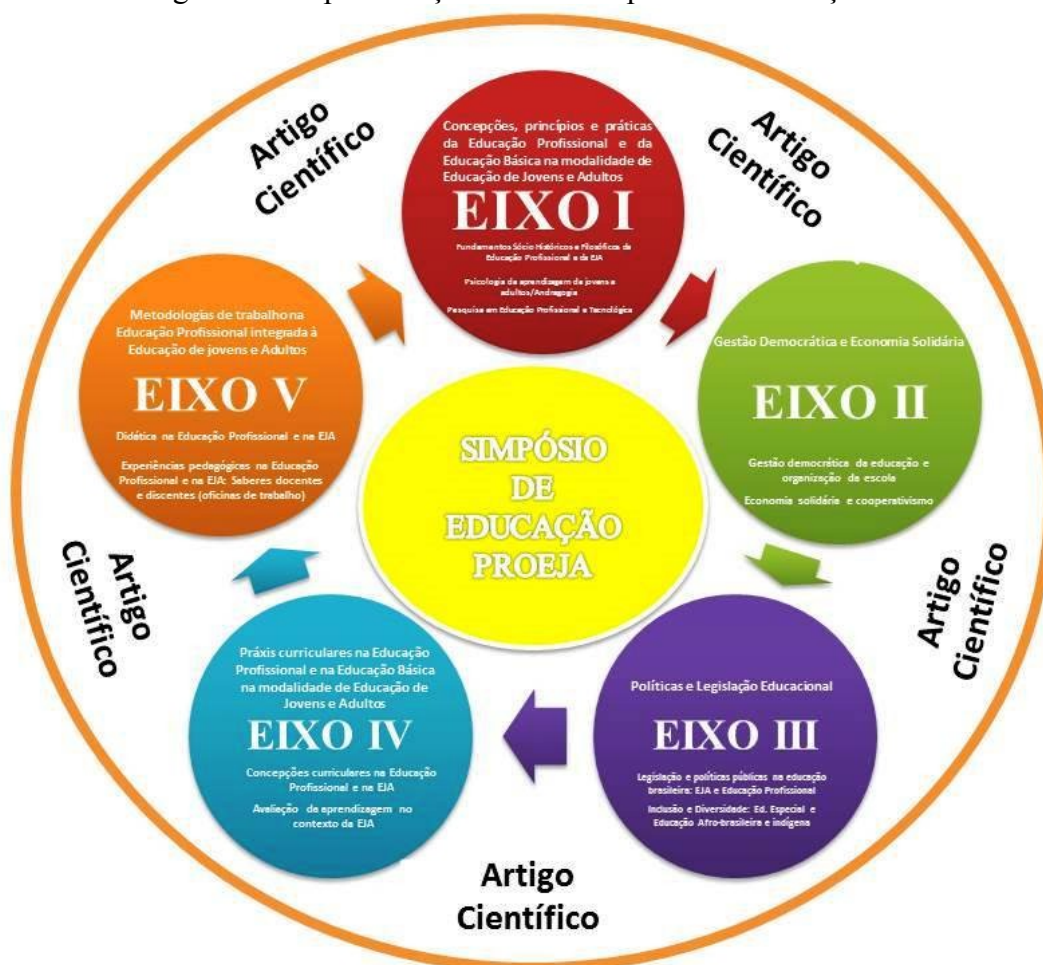 Artigo
Científico
Artigo
Científico
Concepções, princípios e práticas
da Educação Profissional e da
Educação Básica na modalidade de
Educação de Jovens e Adultos
EIXO I
Fundamentos Sócio Históricos e Filosóficos da
Educação Profissional e da EJA
Psicologia da aprendizagem de jovens e
adultos/Andragogia
Pesquisa em Educação Profissional e Tecnológica
Gestão Democrática e Economia Solidária
EIXO II
Gestão democrática da educação e
organização da escola
Economia solidária e cooperativismo
Artigo
Científico
Políticas e Legislação Educacional
EIXO III
Legislação e políticas públicas na educação
brasileira: EJA e Educação Profissional
Inclusão e Diversidade: Ed. Especial e
Educação Afro-brasileira e indígena
Artigo
Científico
Práxis curriculares na Educação
Profissional e na Educação Básica
na modalidade de Educação de
Jovens e Adultos
EIXO IV
Concepções curriculares na Educação
Profissional e na EJA
Avaliação da aprendizagem no
contexto da EJA
Artigo
Científico
Metodologias de trabalho na
Educação Profissional integrada à
Educação de jovens e Adultos
EIXO V
Didática na Educação Profissional e na EJA
Experiências pedagógicas na Educação
Profissional e na EJA: Saberes docentes
e discentes (oficinas de trabalho)
SIMPÓSIO
DE
EDUCAÇÃO
PROEJA